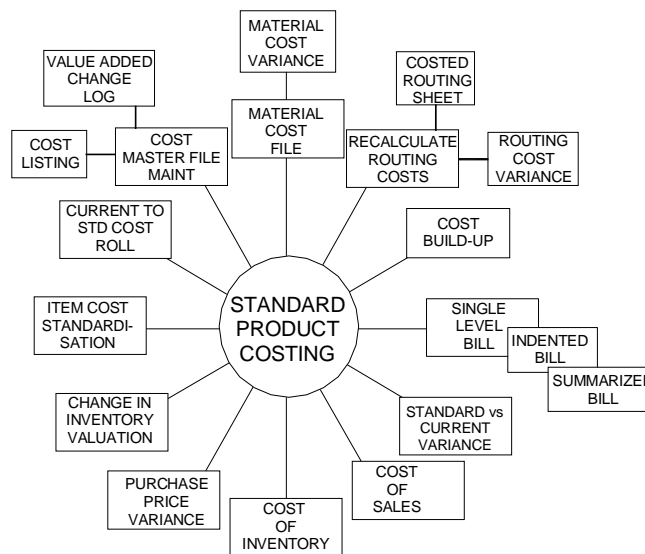 MATERIAL
COST
VARIANCE
VALUE ADDED
CHANGE
LOG
COSTED
ROUTING
SHEET
COST
LISTING
COST
MASTER FILE
MAINT
MATERIAL
COST
FILE
RECALCULATE
ROUTING
COSTS
ROUTING
COST
VARIANCE
CURRENT TO
STD COST
ROLL
COST
BUILD-UP
ITEM COST
STANDARDI-
SATION
STANDARD
PRODUCT
COSTING
SINGLE
LEVEL
BILL
INDENTED
BILL
SUMMARIZED
BILL
CHANGE IN
INVENTORY
VALUATION
STANDARD vs
CURRENT
VARIANCE
PURCHASE
PRICE
VARIANCE
COST
OF
INVENTORY
COST
OF
SALES